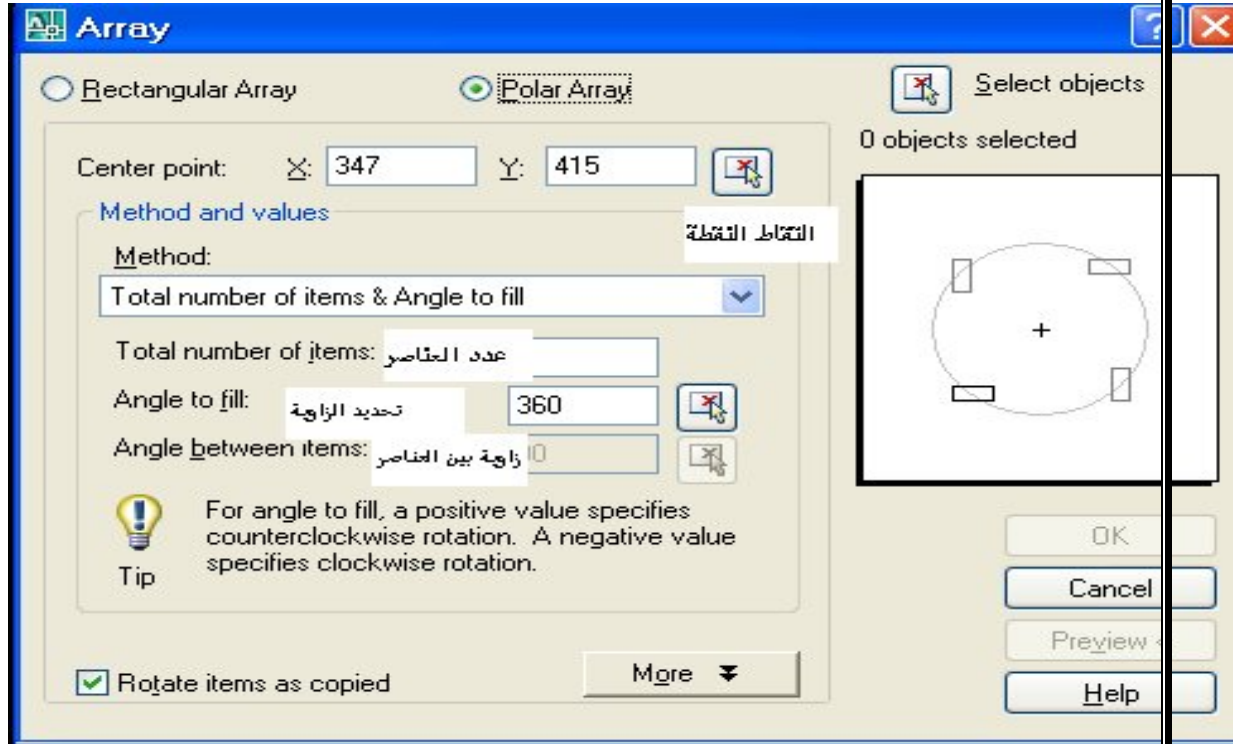 Array
Rectangular Array
Polar Array
Select objects
0 objects selected
Center point: X: 347 Y: 415
التقاط النقطة
Method and values
Method:
Total number of items & Angle to fill
Total number of items: عدد العناصر
Angle to fill: تحديد الزاوية 360
Angle between items: زاوية بين العناصر
For angle to fill, a positive value specifies
counterclockwise rotation. A negative value
specifies clockwise rotation.
Tip
OK
Cancel
Preview <
Help
Rotate items as copied
More